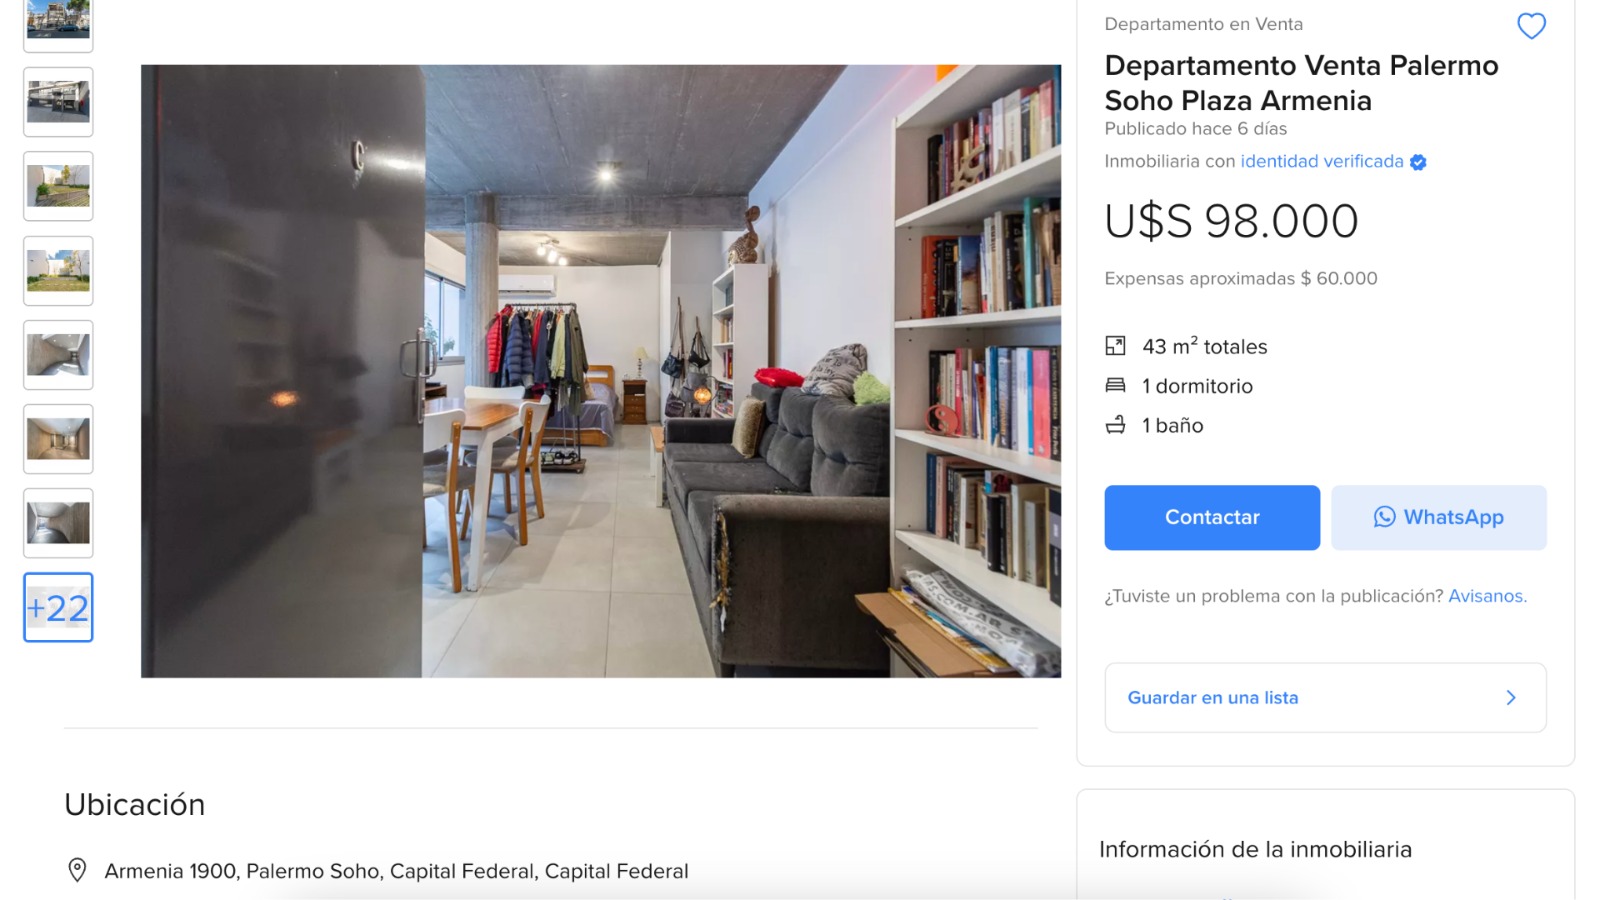 +22
C
Departamento en Venta
Departamento Venta Palermo
Soho Plaza Armenia
Publicado hace 6 días
Inmobiliaria con identidad verificada
U$S 98.000
Expensas aproximadas $ 60.000
43 m² totales
1 dormitorio
1 baño
Contactar
WhatsApp
¿Tuviste un problema con la publicación? Avisanos.
Guardar en una lista
Ubicación
Armenia 1900, Palermo Soho, Capital Federal, Capital Federal
Información de la inmobiliaria